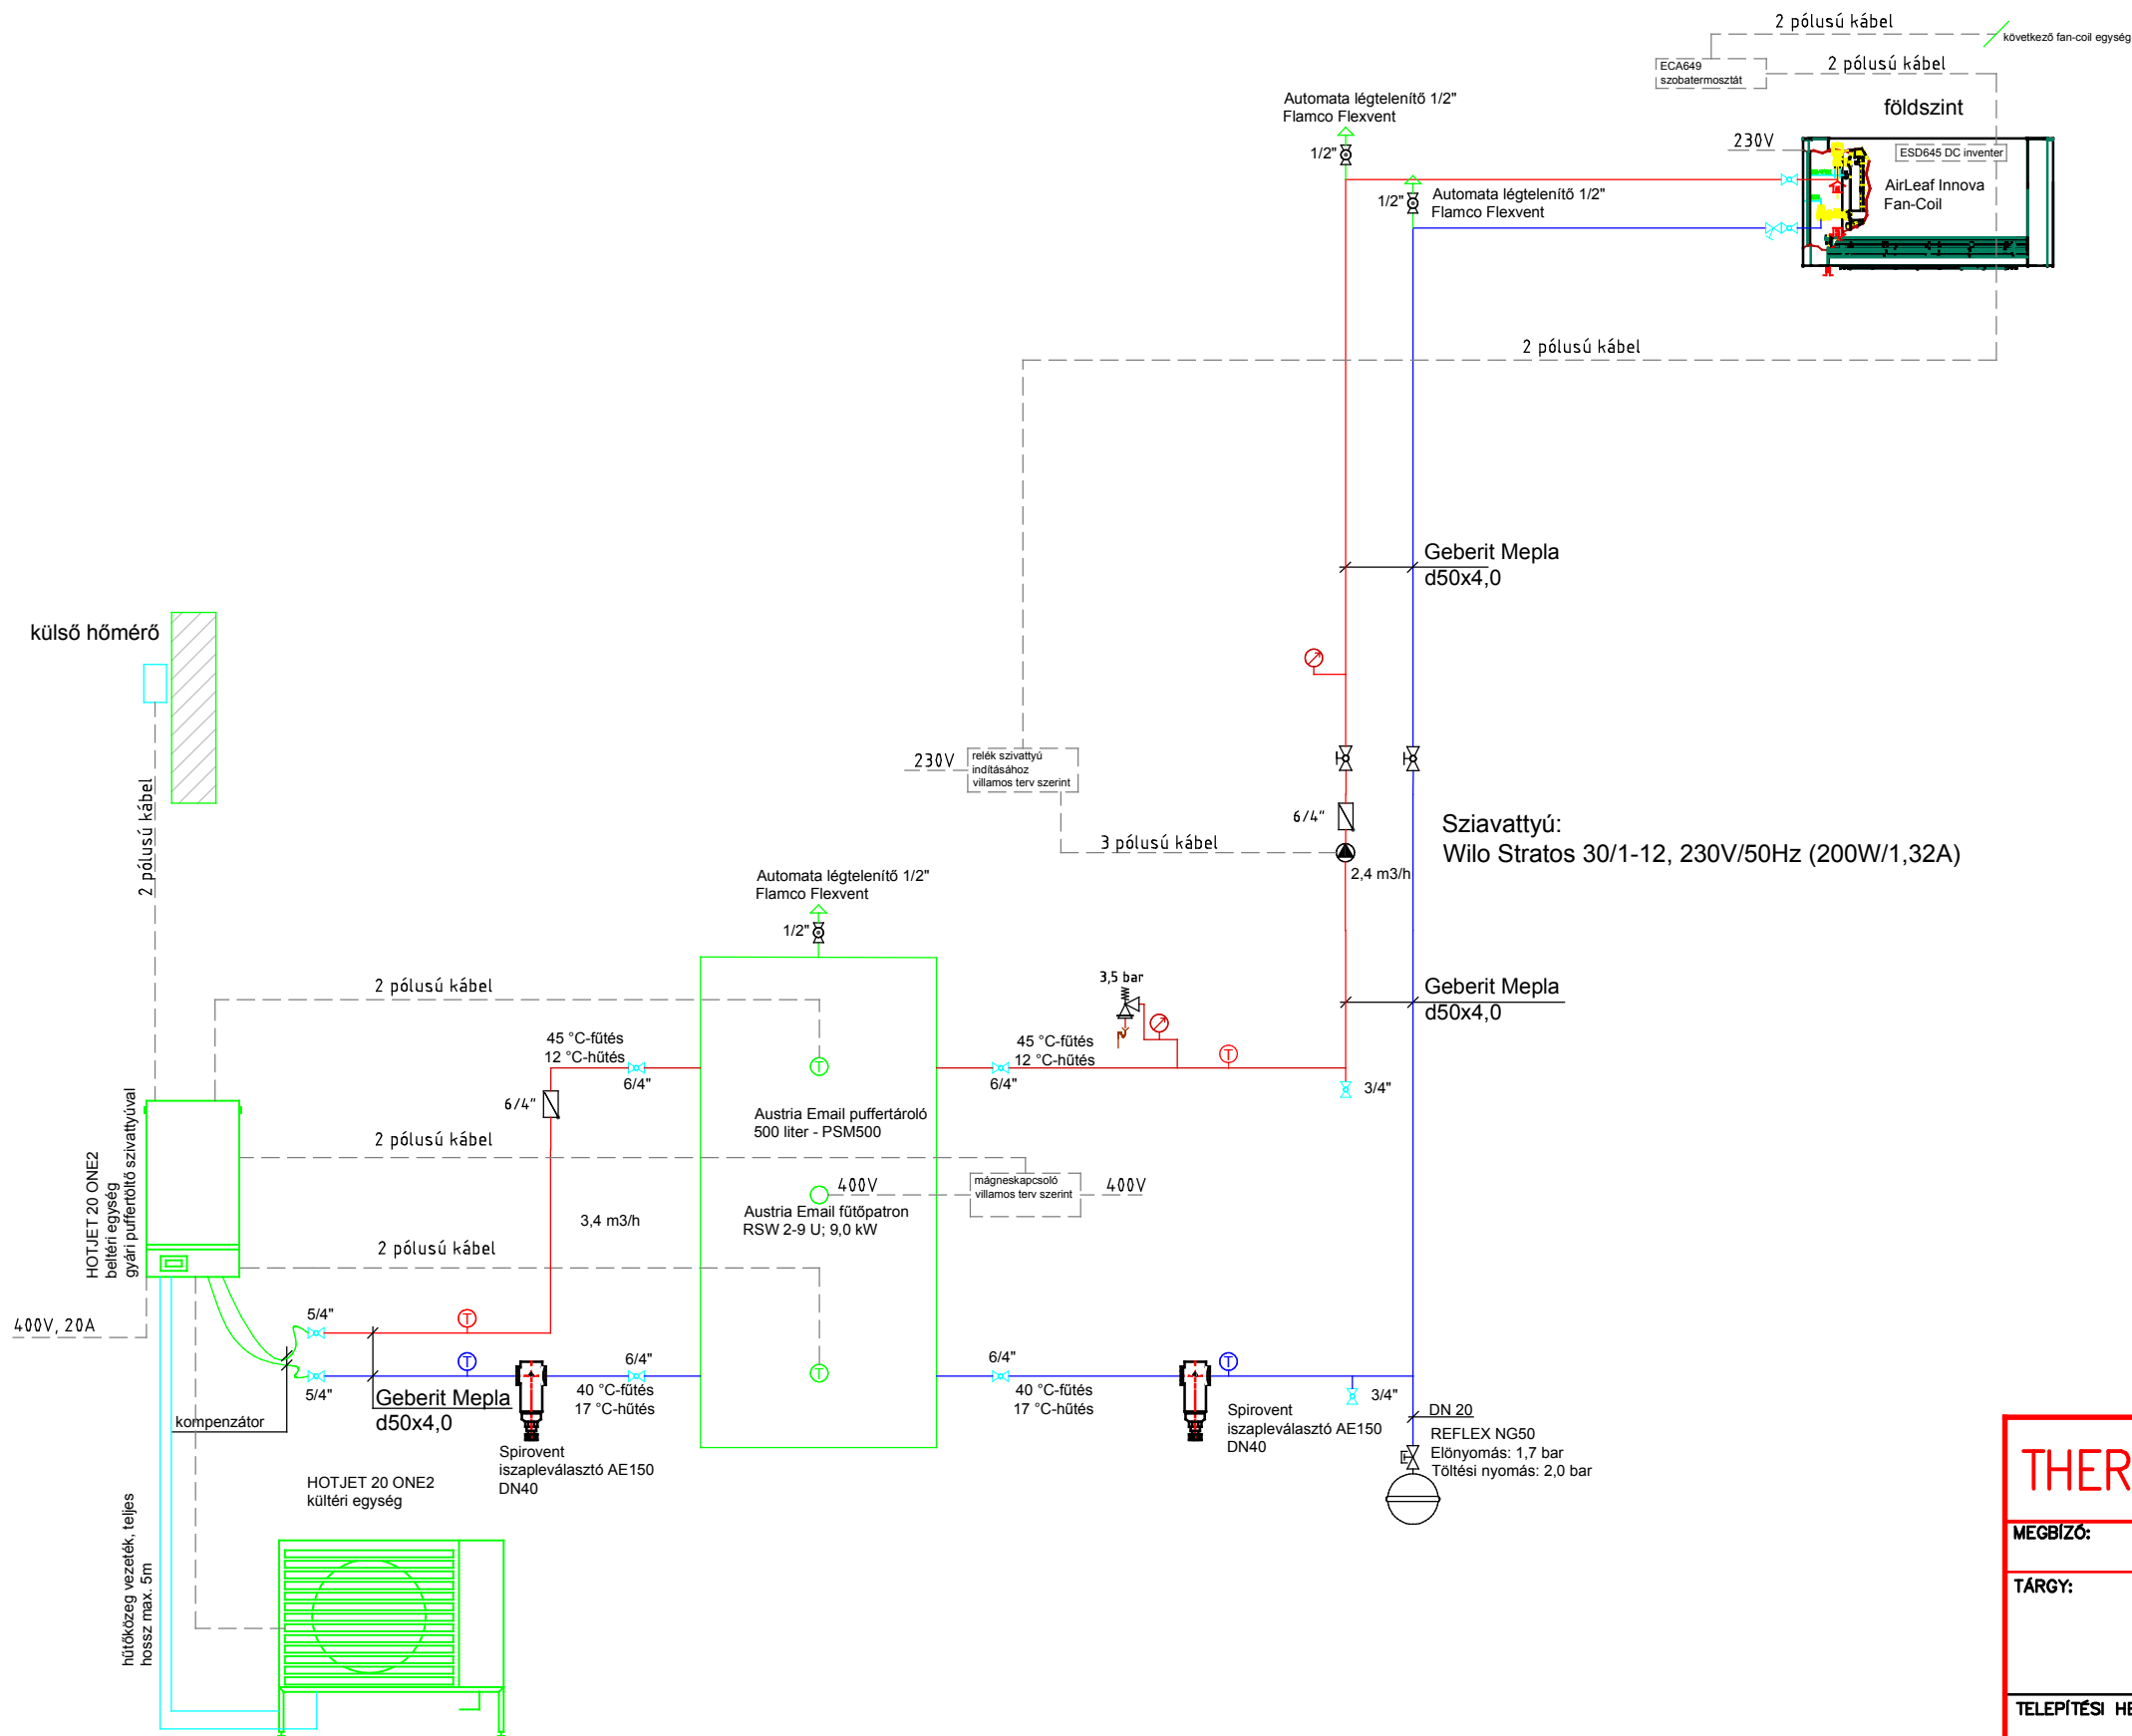 2 pólusú kábel
következő fan-coil egység
ECA649
szobatermosztát
2 pólusú kábel
földszint
Automata légtelenítő 1/2"
Flamco Flexvent
1/2"
230V
ESD645 DC inventer
AirLeaf Innova
Fan-Coil
1/2"
Automata légtelenítő 1/2"
Flamco Flexvent
2 pólusú kábel
Geberit Mepla
d50x4,0
külső hőmérő
2 pólusú kábel
230V
relék szivattyú
indításához
villamos terv szerint
6/4"
3 pólusú kábel
2,4 m3/h
Sziavattyú:
Wilo Stratos 30/1-12, 230V/50Hz (200W/1,32A)
Automata légtelenítő 1/2"
Flamco Flexvent
1/2"
2 pólusú kábel
3,5 bar
Geberit Mepla
d50x4,0
45 °C-fűtés
12 °C-hűtés
6/4"
T
45 °C-fűtés
12 °C-hűtés
6/4"
T
3/4"
6/4"
Austria Email puffertároló
500 liter - PSM500
2 pólusú kábel
HOTJET 20 ONE2
beltéri egység
gyári puffertöltő szivattyúval
400V
mágneskapcsoló
villamos terv szerint
400V
Austria Email fűtőpatron
RSW 2-9 U; 9,0 kW
3,4 m3/h
2 pólusú kábel
400V, 20A
5/4"
T
5/4"
T
6/4"
T
6/4"
T
Geberit Mepla
d50x4,0
40 °C-fűtés
17 °C-hűtés
40 °C-fűtés
17 °C-hűtés
3/4"
kompenzátor
Spirovent
iszapleválasztó AE150
DN40
Spirovent
iszapleválasztó AE150
DN40
DN 20
REFLEX NG50
Elönyomás: 1,7 bar
Töltési nyomás: 2,0 bar
HOTJET 20 ONE2
kültéri egység
hűtőközeg vezeték, teljes
hossz max. 5m
THER
MEGBÍZÓ:
TÁRGY:
TELEPÍTÉSI HE